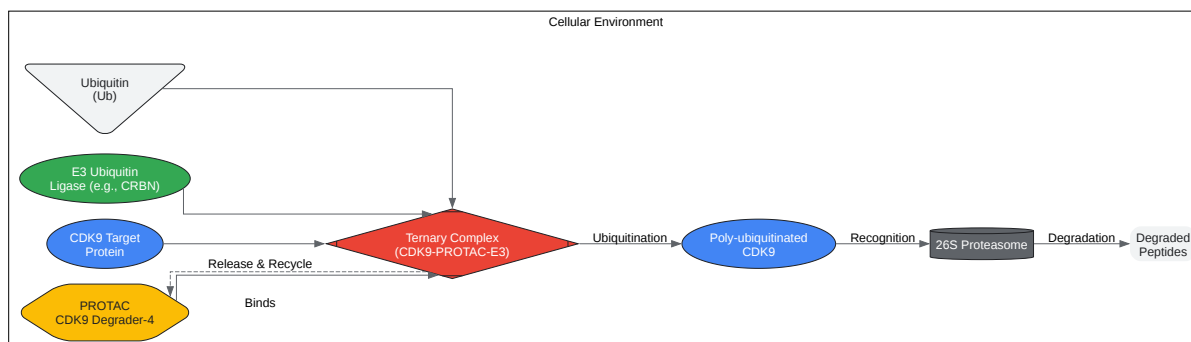 Cellular Environment
Ubiquitin
(Ub)
E3 Ubiquitin
Ligase (e.g., CRBN)
CDK9 Target
Protein
Release & Recycle
PROTAC
CDK9 Degrader-4
Binds
Ternary Complex
(CDK9-PROTAC-E3)
Ubiquitination
Poly-ubiquitinated
CDK9
Recognition
26S Proteasome
Degradation
Degraded
Peptides